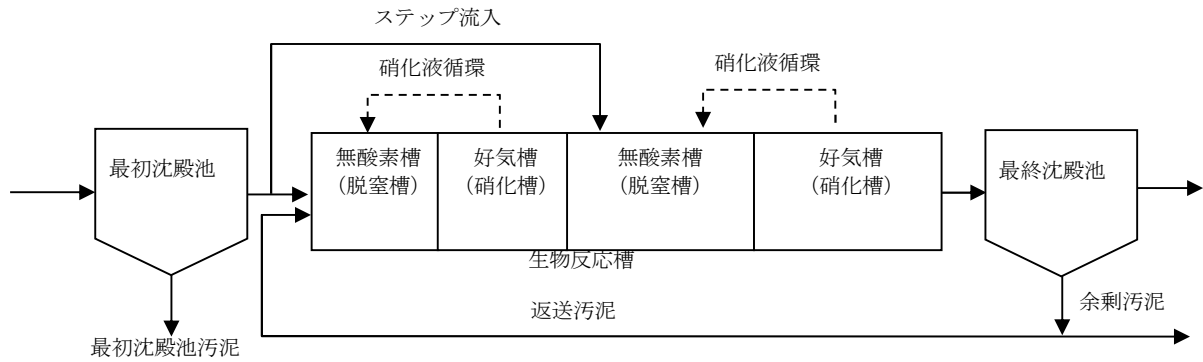 ステップ流入
硝化液循環
硝化液循環
最初沈殿池
無酸素槽
（脱窒槽）
好気槽
（硝化槽）
無酸素槽
（脱窒槽）
好気槽
（硝化槽）
最終沈殿池
生物反応槽
返送汚泥
余剰汚泥
最初沈殿池汚泥